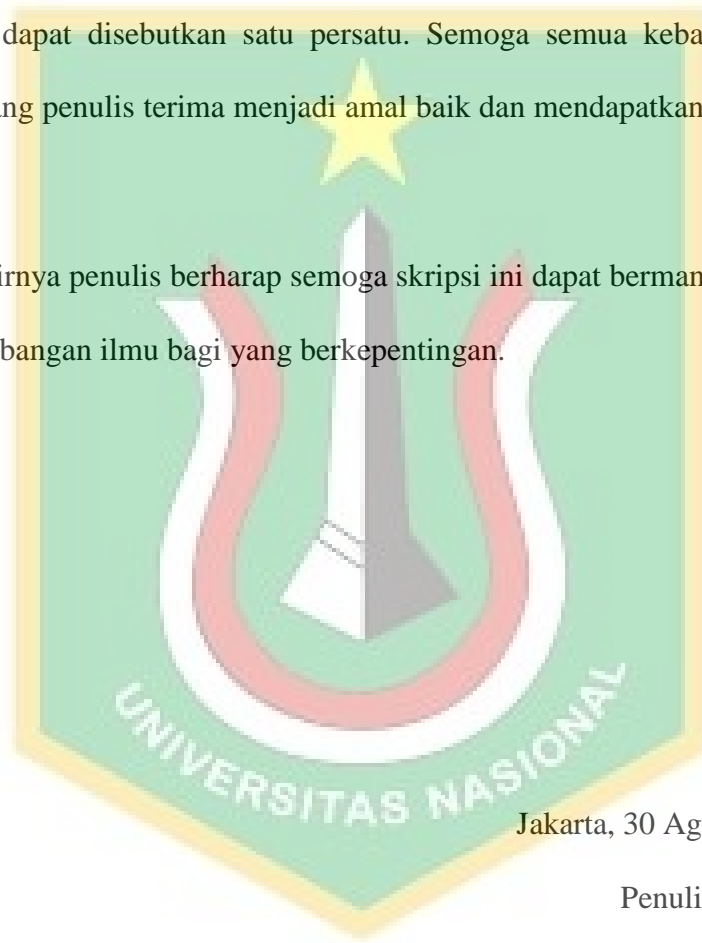 dapat disebutkan satu persatu. Semoga semua keba
ng penulis terima menjadi amal baik dan mendapatkan
irnya penulis berharap semoga skripsi ini dapat berman
bangan ilmu bagi yang berkepentingan.
UNIVERSITAS NASIONAL
Jakarta, 30 Ag
Penuli